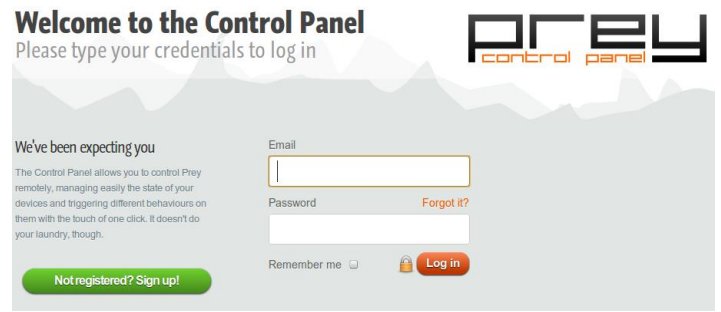 Welcome to the Control Panel
Please type your credentials to log in
prey
control panel
We've been expecting you
The Control Panel allows you to control Prey
remotely, managing easily the state of your
devices and triggering different behaviours on
them with the touch of one click. It doesn't do
your laundry, though.
Not registered? Sign up!
Email
Password Forgot it?
Remember me Log in